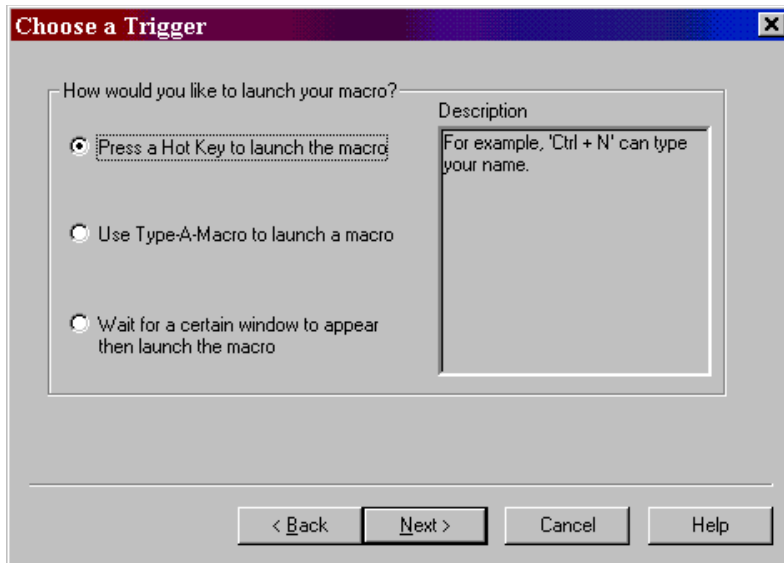 Choose a Trigger
How would you like to launch your macro?
Press a Hot Key to launch the macro
Use Type-A-Macro to launch a macro
Wait for a certain window to appear
then launch the macro
Description
For example, 'Ctrl + N' can type
your name.
< Back
Next >
Cancel
Help